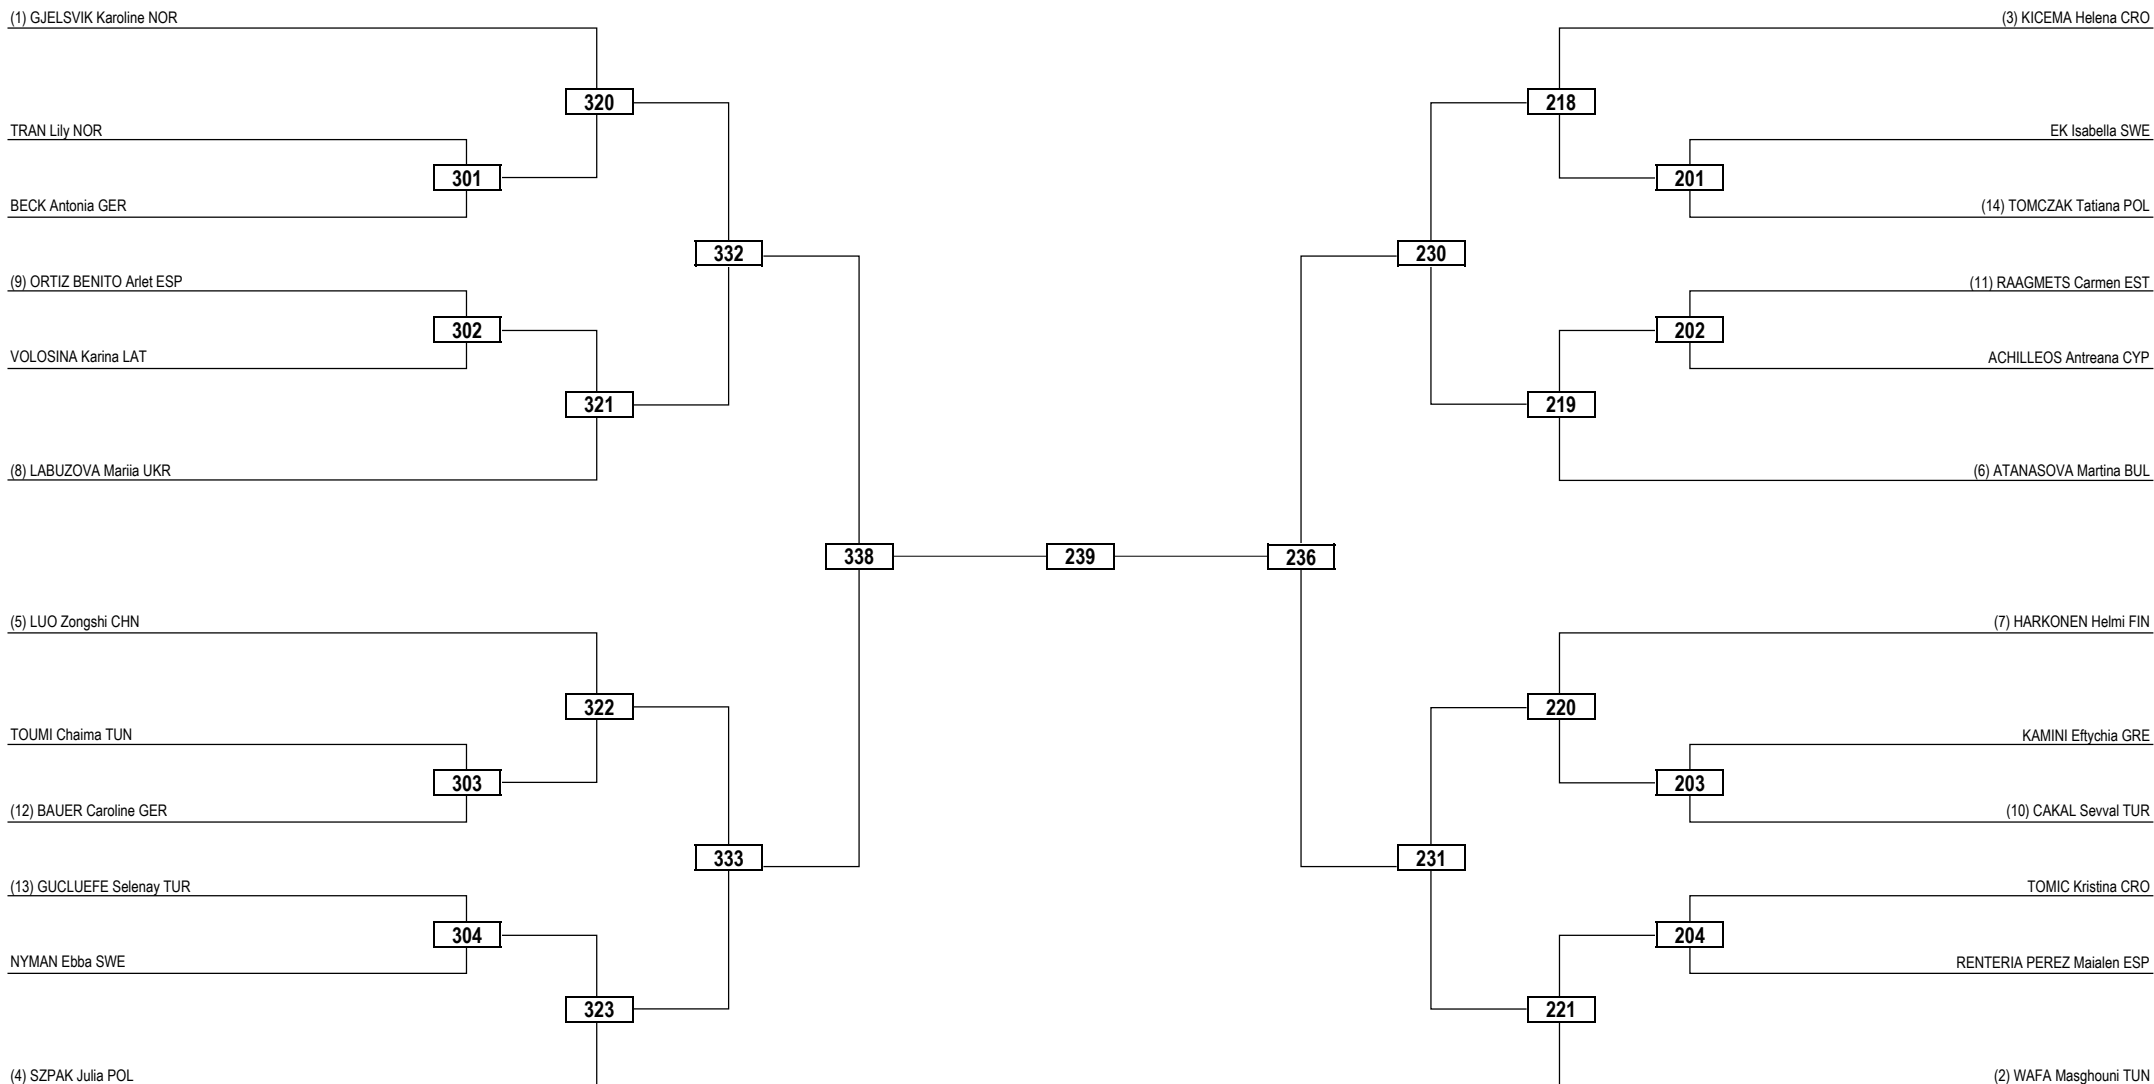 (1) GJELSVIK Karoline NOR
(3) KICEMA Helena CRO
320
218
TRAN Lily NOR
EK Isabella SWE
301
201
BECK Antonia GER
(14) TOMCZAK Tatiana POL
332
230
(9) ORTIZ BENITO Arlet ESP
(11) RAAGMETS Carmen EST
302
202
VOLOSINA Karina LAT
ACHILLEOS Antreana CYP
321
219
(8) LABUZOVA Mariia UKR
(6) ATANASOVA Martina BUL
338
239
236
(5) LUO Zongshi CHN
(7) HARKONEN Helmi FIN
322
220
TOUMI Chaima TUN
KAMINI Eftychia GRE
303
203
(12) BAUER Caroline GER
(10) CAKAL Sevval TUR
333
231
(13) GUCLUEFE Selenay TUR
TOMIC Kristina CRO
304
204
NYMAN Ebba SWE
RENTERIA PEREZ Maialen ESP
323
221
(4) SZPAK Julia POL
(2) WAFA Masghouni TUN